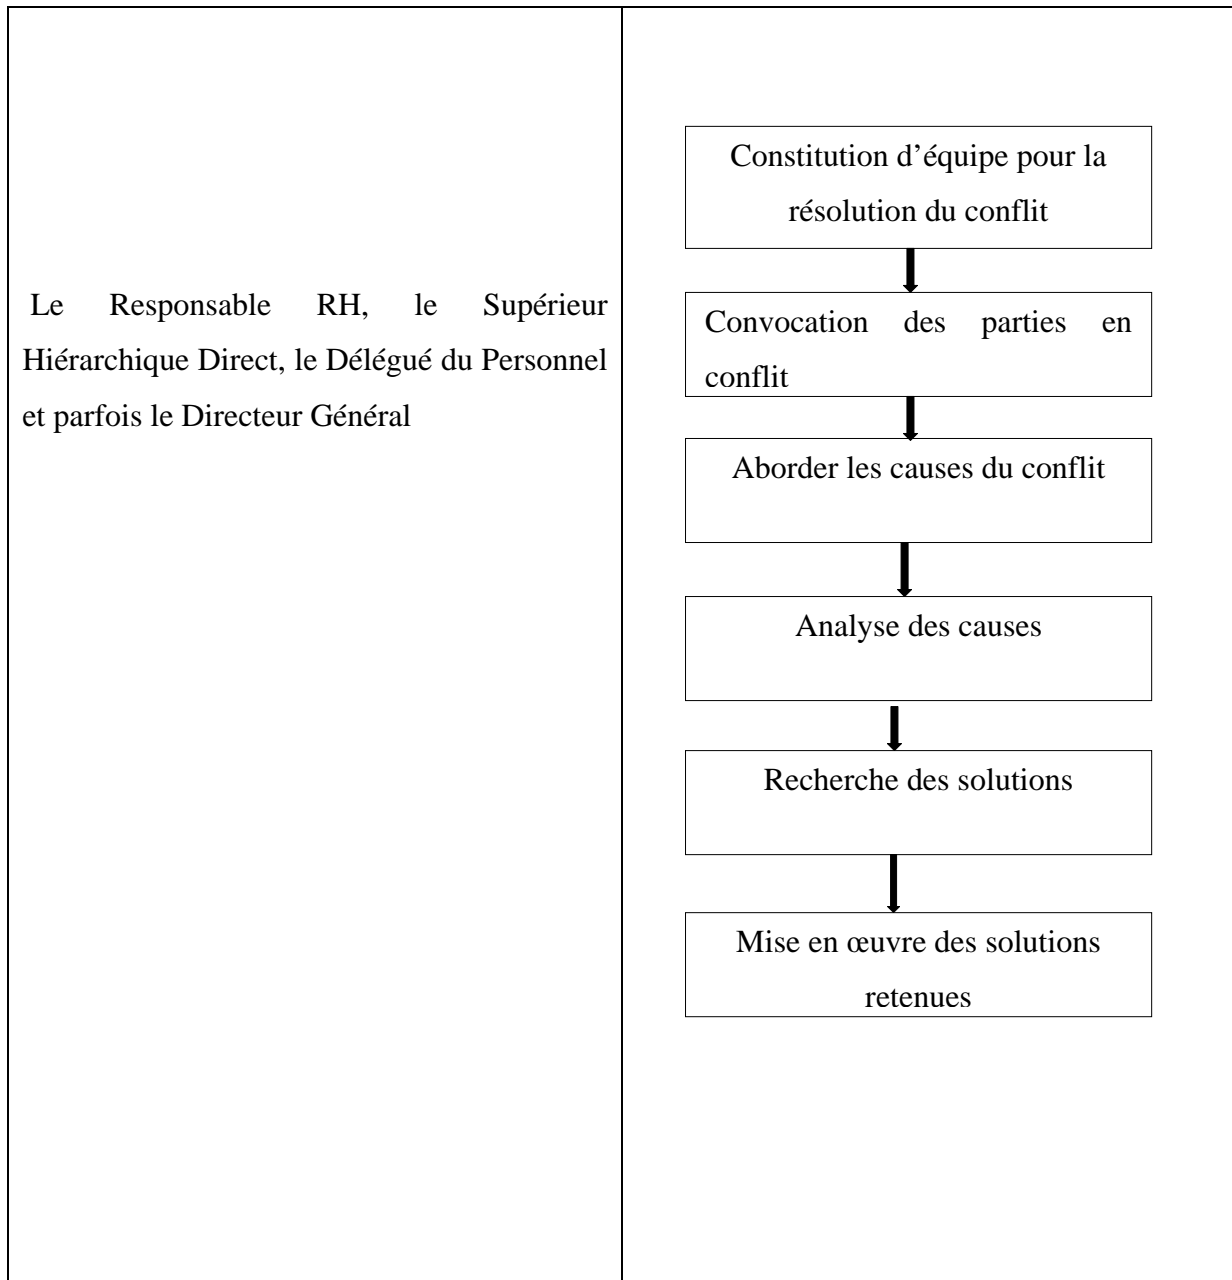 Le Responsable RH, le Supérieur
Hiérarchique Direct, le Délégué du Personnel
et parfois le Directeur Général
Constitution d’équipe pour la
résolution du conflit
Convocation des parties en
conflit
Aborder les causes du conflit
Analyse des causes
Recherche des solutions
Mise en œuvre des solutions
retenues